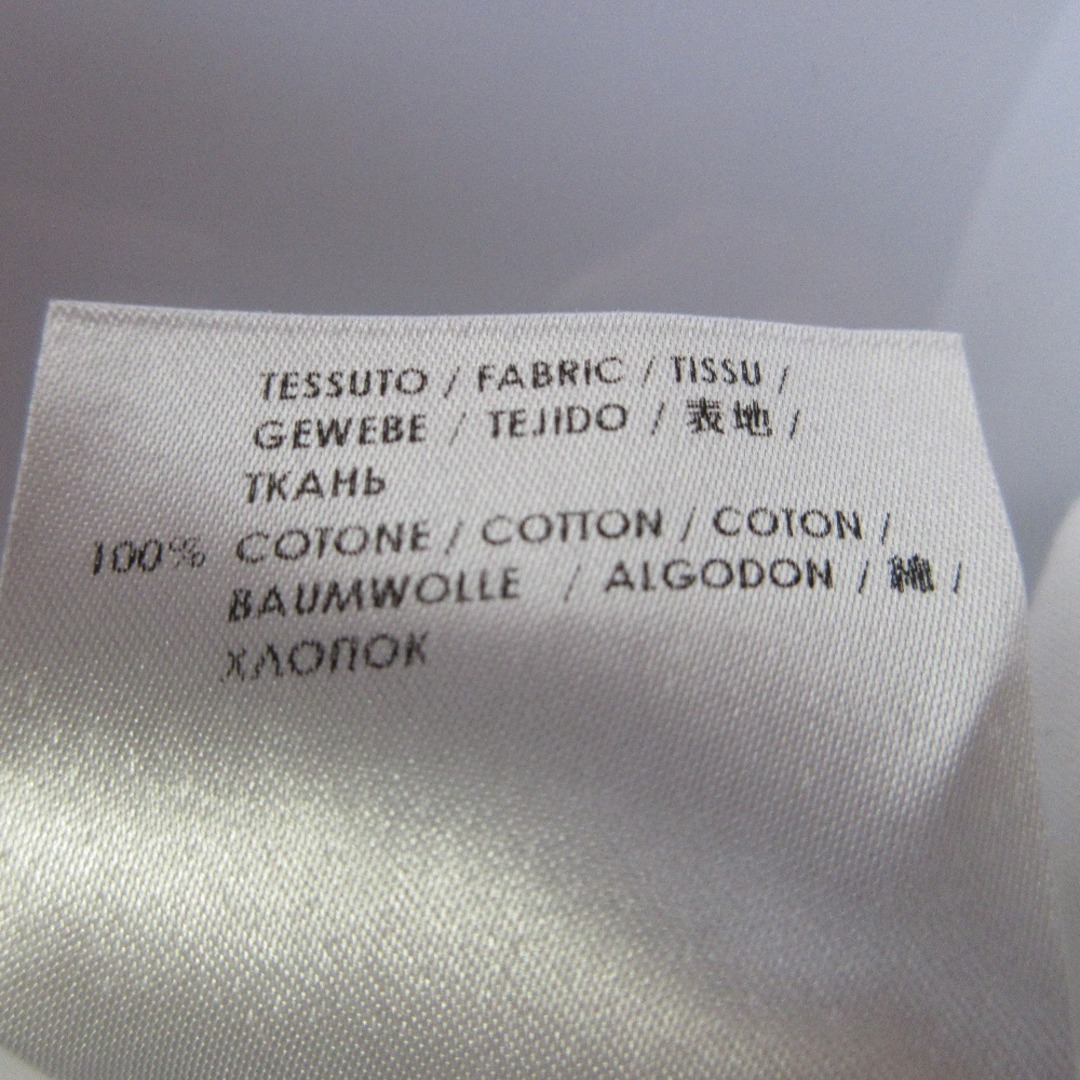 TESSUTO / FABRIC / TISSU /
GEWEBE / TEJIDO / 表地 /
ТКАНЬ
100% COTONE / COTTON / COTON /
BAUMWOLLE / ALGODON / 綿 /
ХЛОПОК